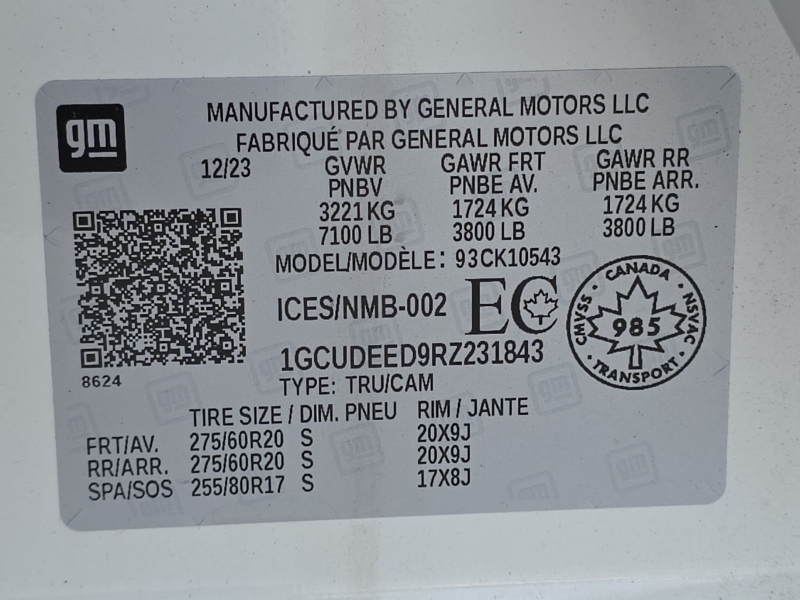 gm
MANUFACTURED BY GENERAL MOTORS LLC
FABRIQUÉ PAR GENERAL MOTORS LLC
12/23 GVWR GAWR FRT GAWR RR
PNBV PNBE AV. PNBE ARR.
3221 KG 1724 KG 1724 KG
7100 LB 3800 LB 3800 LB
MODEL/MODÈLE: 93CK10543
ICES/NMB-002 EC
CANADA
CMVSS 985 NSVAC
TRANSPORT
1GCUDEED9RZ231843
8624
TYPE: TRU/CAM
TIRE SIZE / DIM. PNEU RIM / JANTE
FRT/AV. 275/60R20 S 20X9J
RR/ARR. 275/60R20 S 20X9J
SPA/SOS 255/80R17 S 17X8J